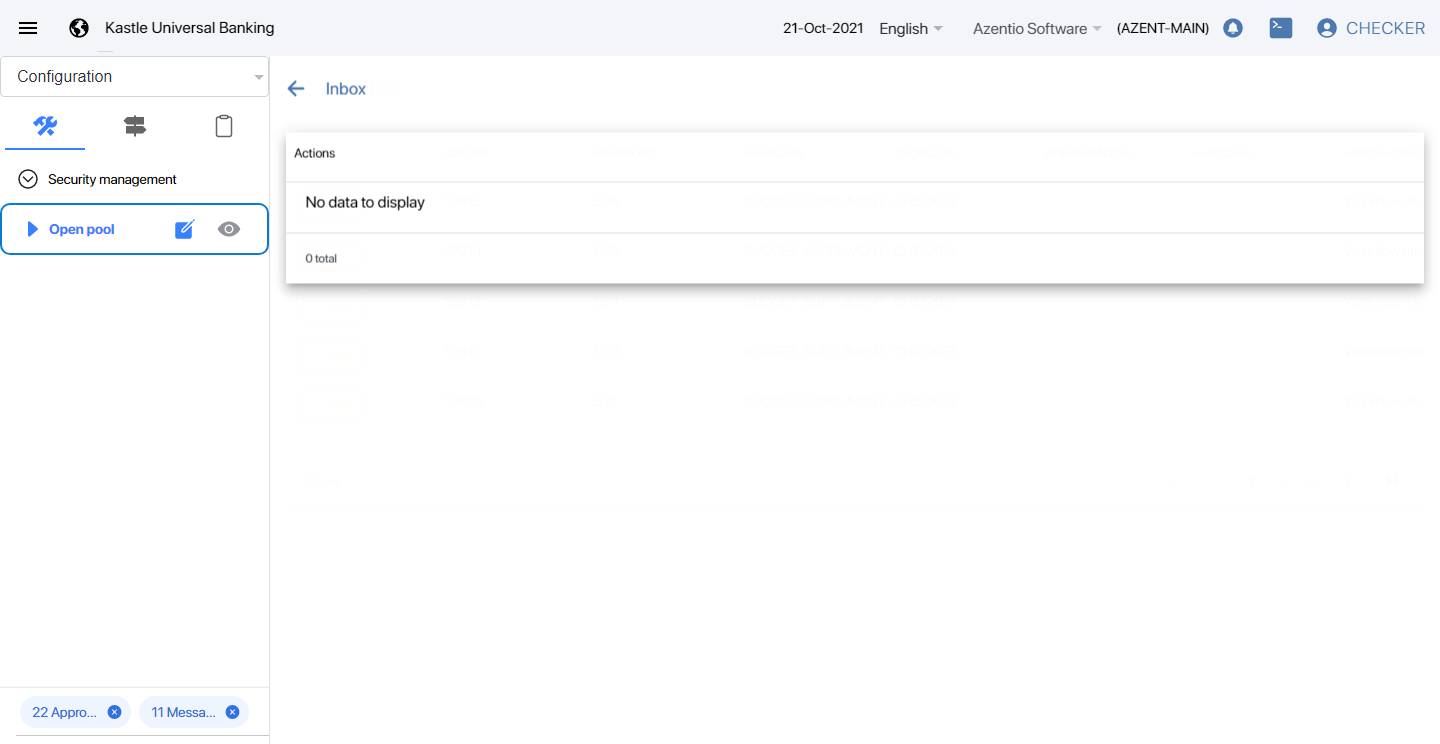 Kastle Universal Banking 21-Oct-2021 English Azentio Software (AZENT-MAIN) CHECKER
Configuration
Inbox
Actions
Security management
No data to display
Open pool
0 total
22 Appro... 11 Messa...